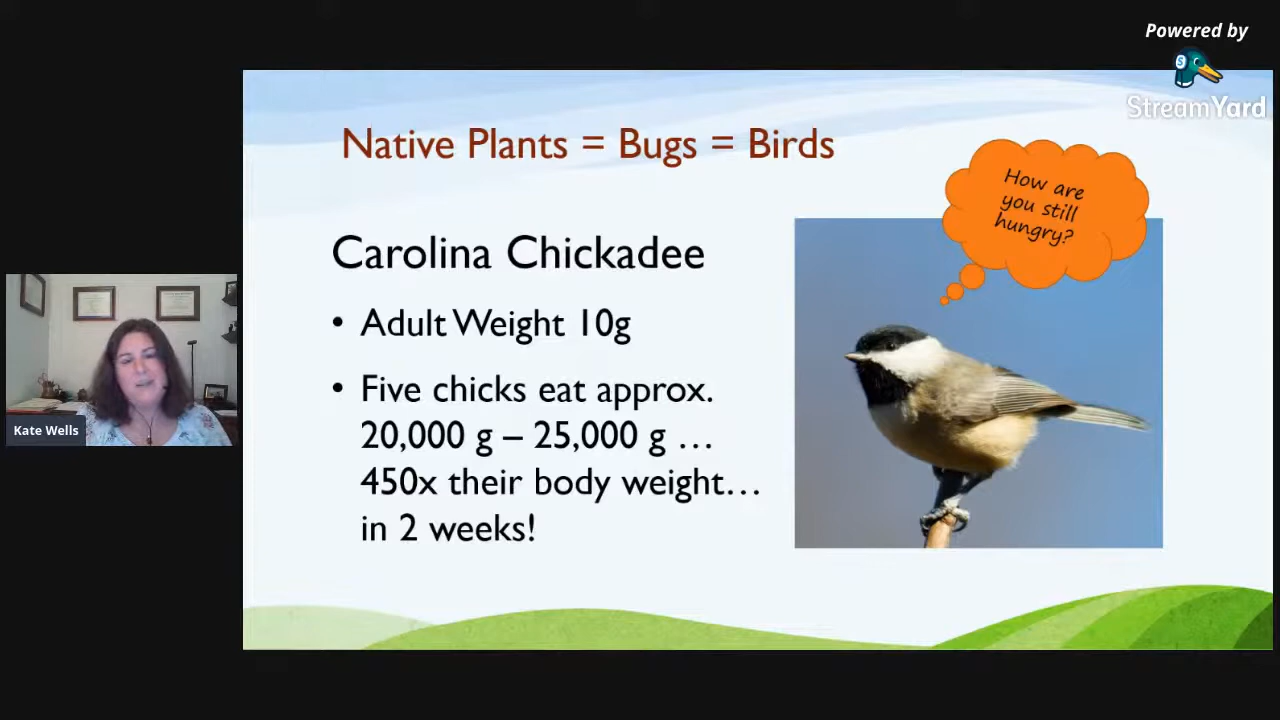 Powered by
StreamYard
Native Plants = Bugs = Birds
How are
you still
hungry?
Carolina Chickadee
• Adult Weight 10g
• Five chicks eat approx.
20,000 g – 25,000 g …
450x their body weight…
in 2 weeks!
Kate Wells